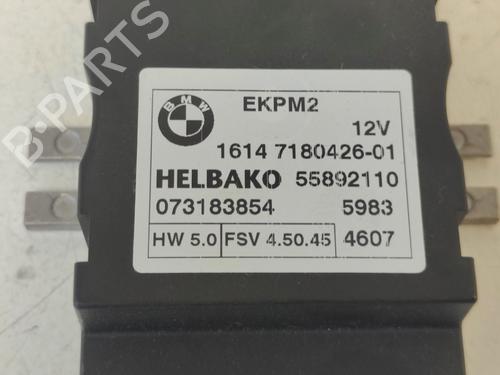 BMW
EKPM2
12V
1614 7180426-01
HELBAKO 55892110
073183854 5983
HW 5.0 FSV 4.50.45 4607
B-PARTS